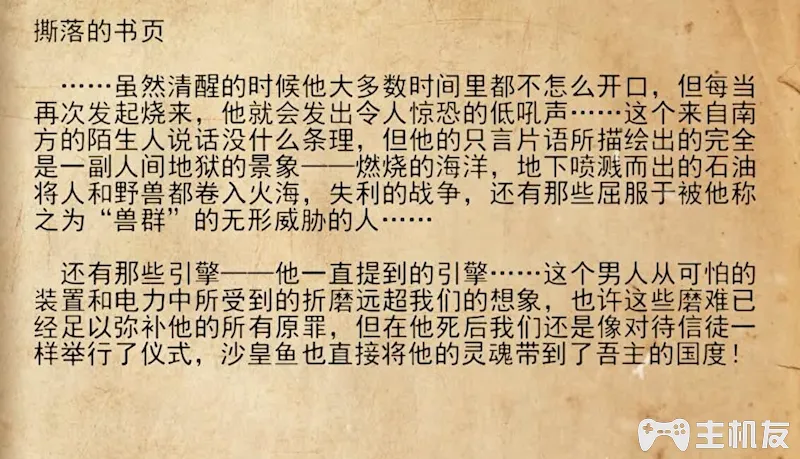 撕落的书页
……虽然清醒的时候他大多数时间里都不怎么开口，但每当
再次发起烧来，他就会发出令人惊恐的低吼声……这个来自南
方的陌生人说话没什么条理，但他的只言片语所描绘出的完全
是一副人间地狱的景象——燃烧的海洋，地下喷溅而出的石油
将人和野兽都卷入火海，失利的战争，还有那些屈服于被他称
之为“兽群”的无形威胁的人……
还有那些引擎——他一直提到的引擎……这个男人从可怕的
装置和电力中所受到的折磨远超我们的想象，也许这些磨难已
经足以弥补他的所有原罪，但在他死后我们还是像对待信徒一
样举行了仪式，沙皇鱼也直接将他的灵魂带到了吾主的国度！
主机友